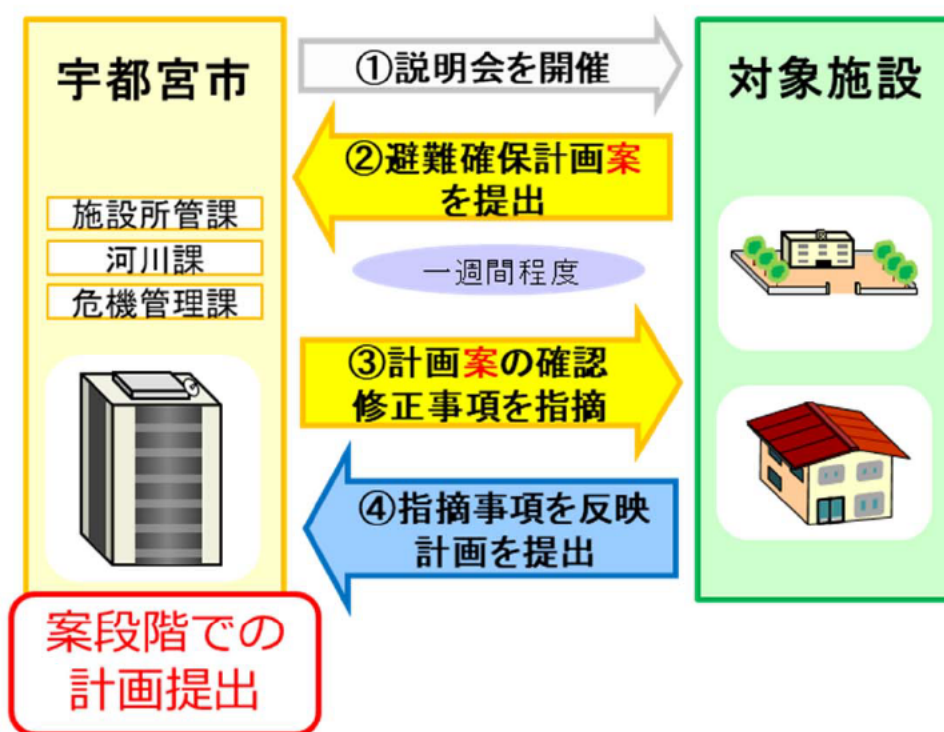 宇都宮市
①説明会を開催
対象施設
②避難確保計画案
を提出
施設所管課
河川課
危機管理課
一週間程度
③計画案の確認
修正事項を指摘
④指摘事項を反映
計画を提出
案段階での
計画提出